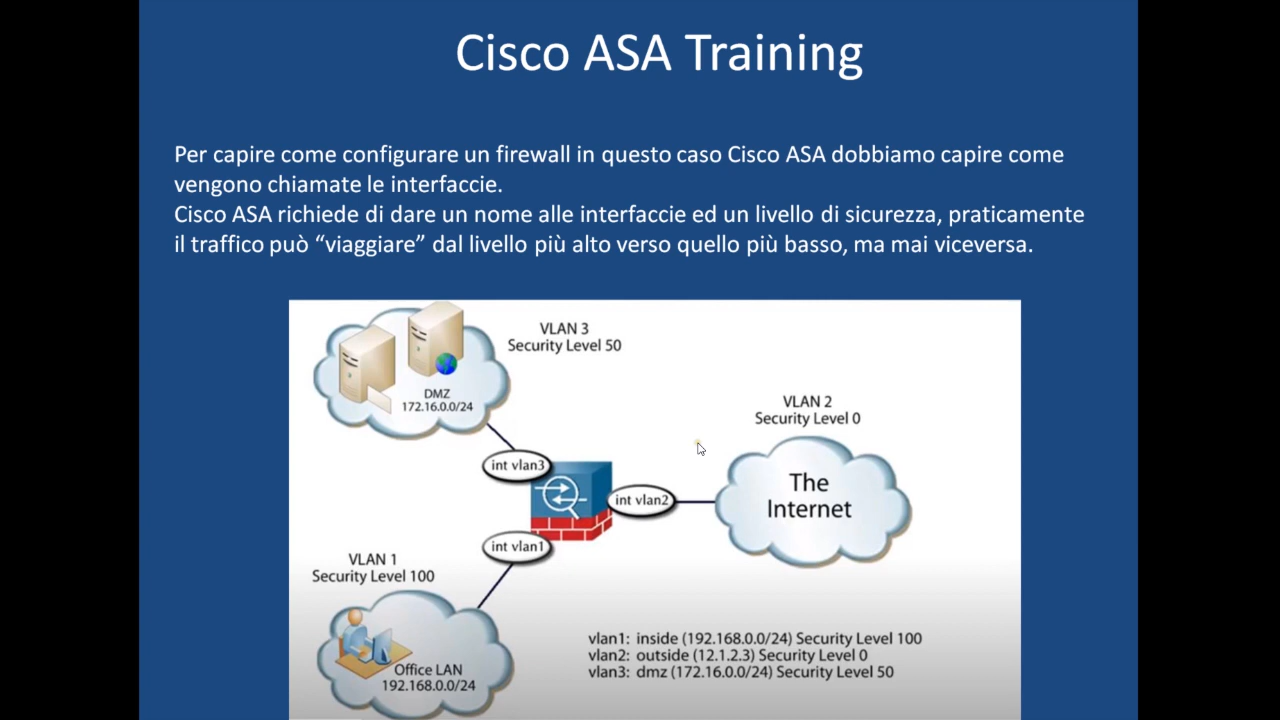 Cisco ASA Training
Per capire come configurare un firewall in questo caso Cisco ASA dobbiamo capire come
vengono chiamate le interfaccie.
Cisco ASA richiede di dare un nome alle interfaccie ed un livello di sicurezza, praticamente
il traffico può “viaggiare” dal livello più alto verso quello più basso, ma mai viceversa.
VLAN 3
Security Level 50
DMZ
172.16.0.0/24
int vlan3
VLAN 2
Security Level 0
The
Internet
int vlan2
int vlan1
VLAN 1
Security Level 100
Office LAN
192.168.0.0/24
vlan1: inside (192.168.0.0/24) Security Level 100
vlan2: outside (12.1.2.3) Security Level 0
vlan3: dmz (172.16.0.0/24) Security Level 50